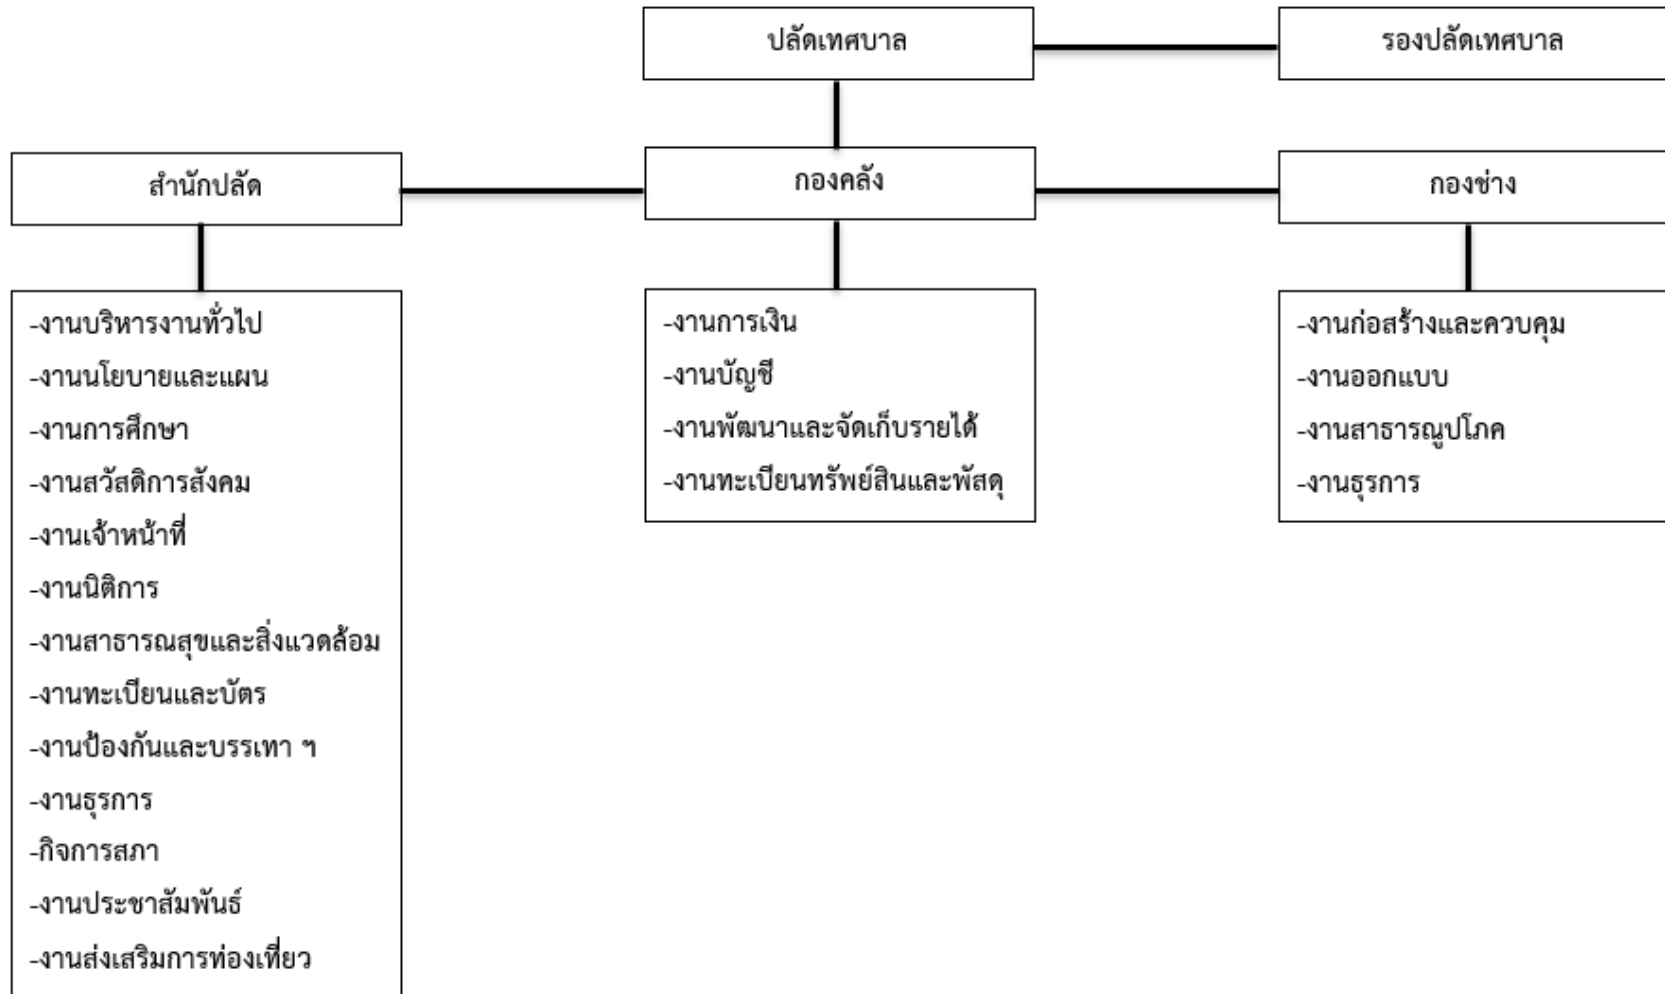 ปลัดเทศบาล
รองปลัดเทศบาล
สำนักปลัด
กองคลัง
กองช่าง
-งานบริหารงานทั่วไป
-งานนโยบายและแผน
-งานการศึกษา
-งานสวัสดิการสังคม
-งานเจ้าหน้าที่
-งานนิติการ
-งานสาธารณสุขและสิ่งแวดล้อม
-งานทะเบียนและบัตร
-งานป้องกันและบรรเทา ฯ
-งานธุรการ
-กิจการสภา
-งานประชาสัมพันธ์
-งานส่งเสริมการท่องเที่ยว
-งานการเงิน
-งานบัญชี
-งานพัฒนาและจัดเก็บรายได้
-งานทะเบียนทรัพย์สินและพัสดุ
-งานก่อสร้างและควบคุม
-งานออกแบบ
-งานสาธารณูปโภค
-งานธุรการ